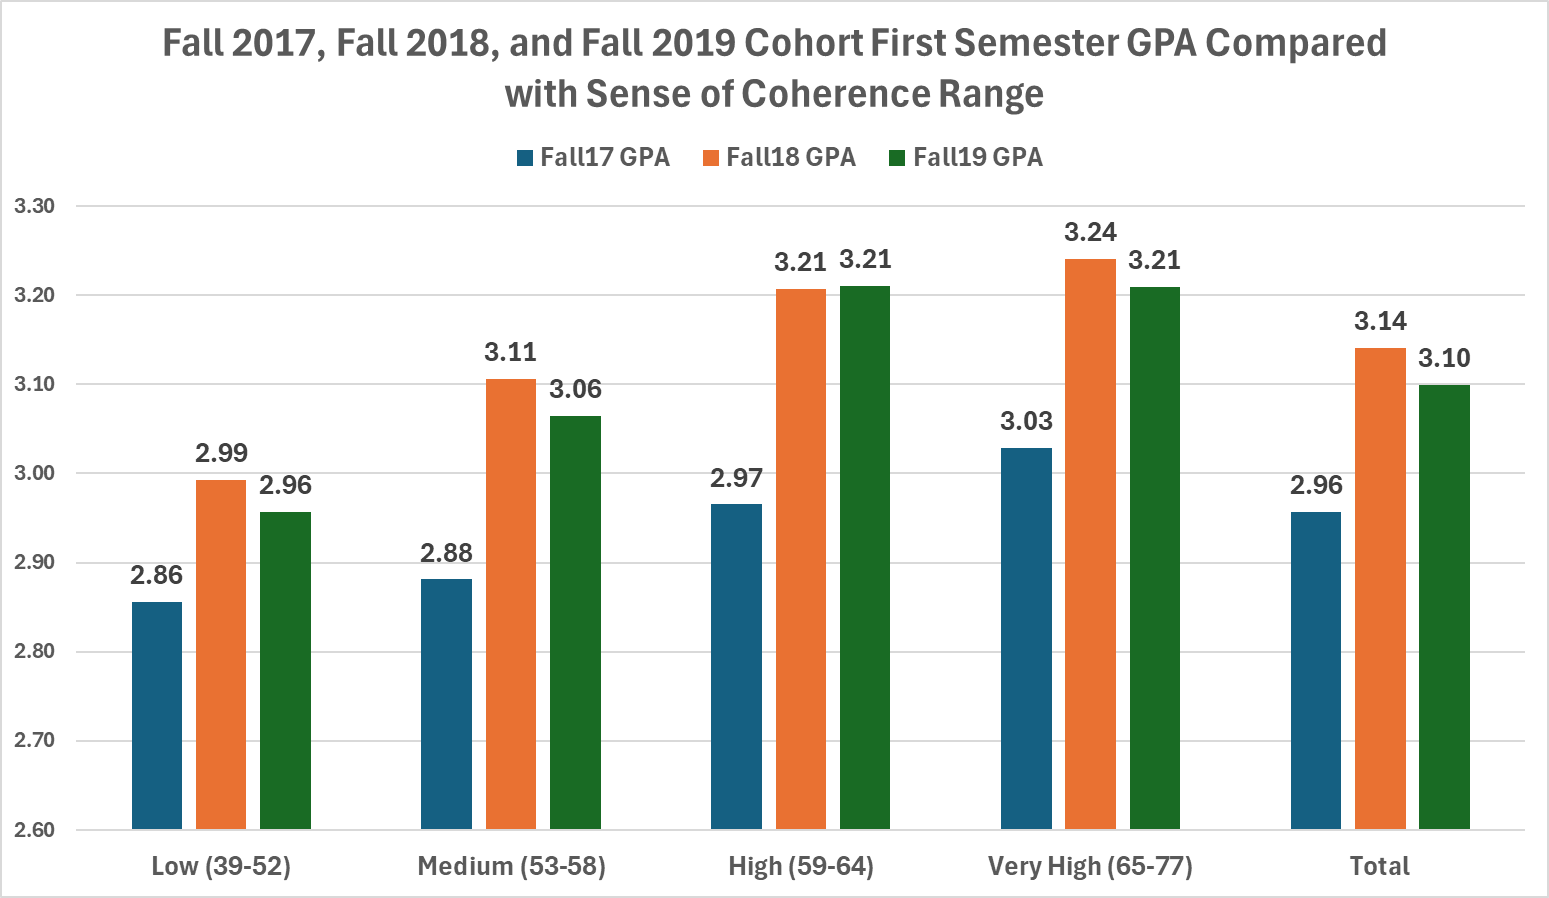 Fall 2017, Fall 2018, and Fall 2019 Cohort First Semester GPA Compared
with Sense of Coherence Range
Fall17 GPA Fall18 GPA Fall19 GPA
3.30
3.20
3.10
3.00
2.90
2.80
2.70
2.60
2.86 2.99 2.96
2.88 3.11 3.06
2.97 3.21 3.21
3.03 3.24 3.21
2.96 3.14 3.10
Low (39-52) Medium (53-58) High (59-64) Very High (65-77) Total